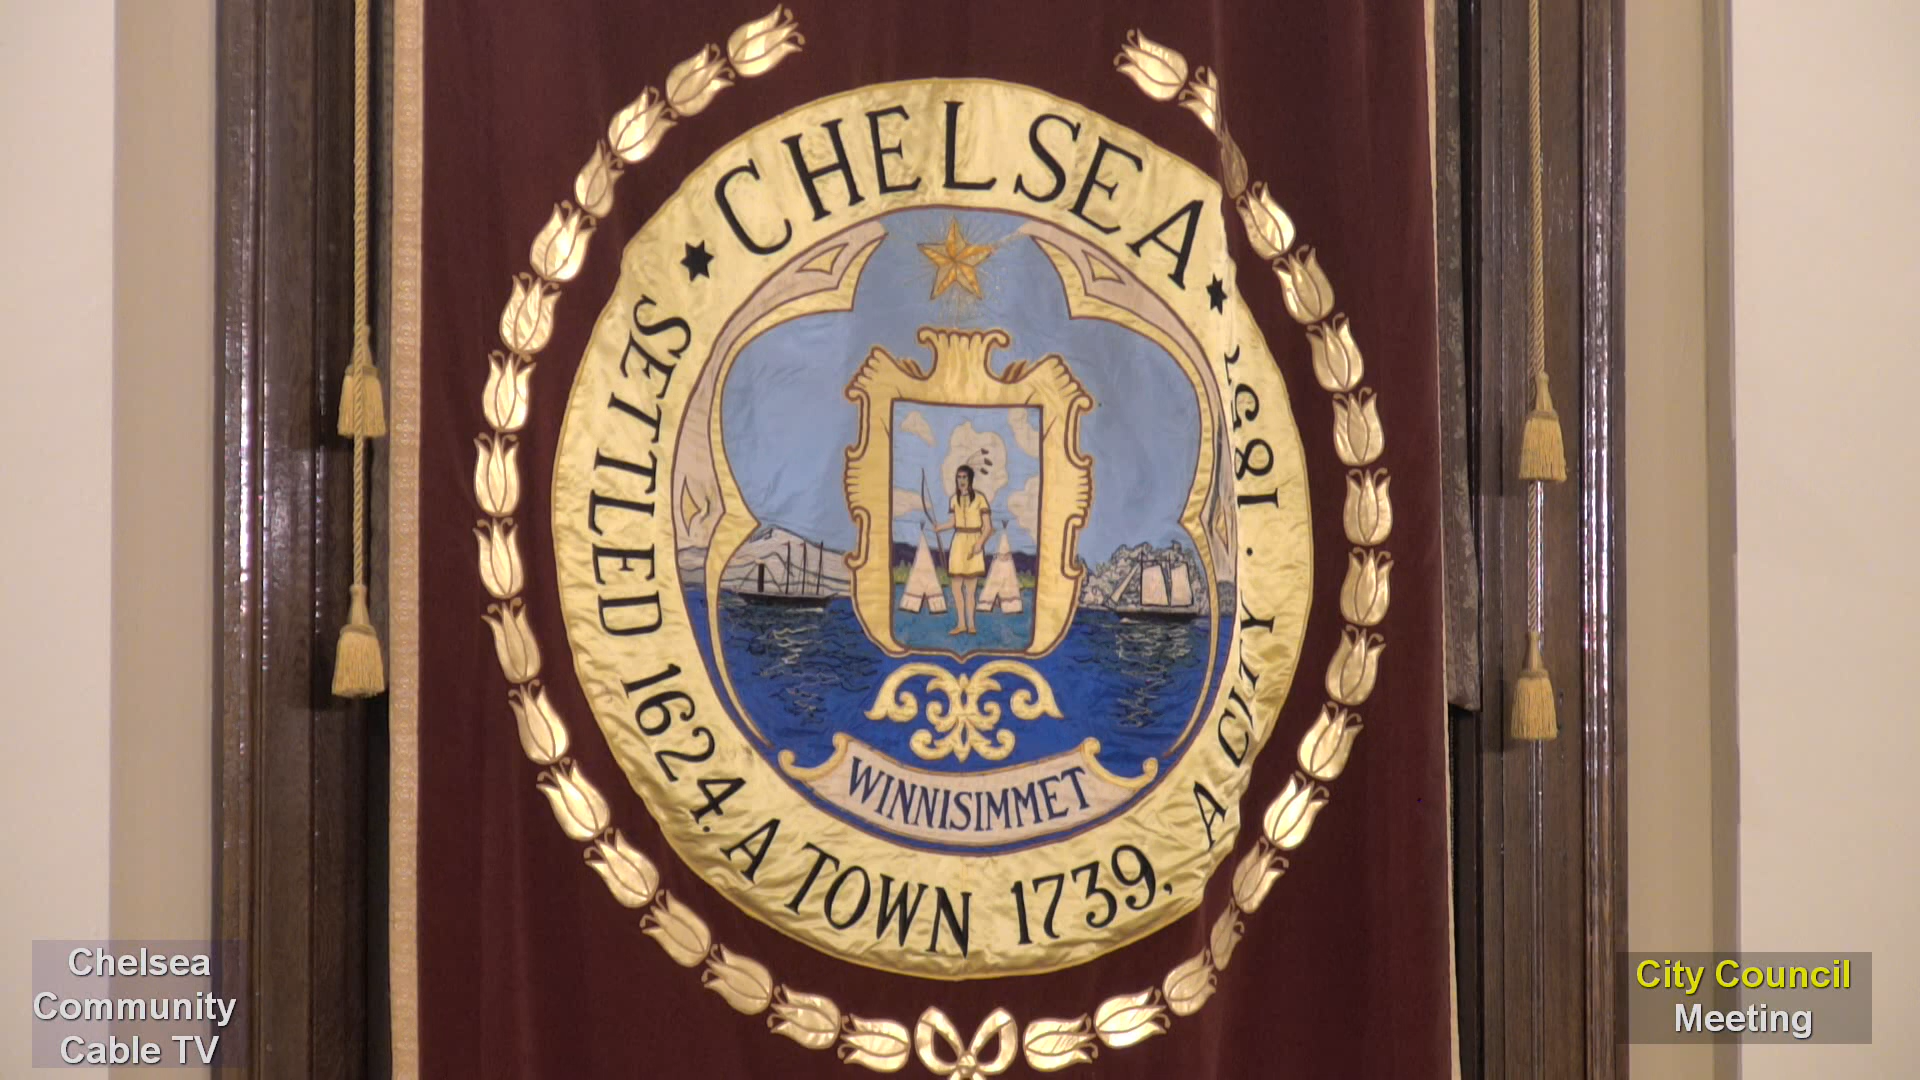 CHELSEA
SETTLED 1624. A TOWN 1739. A CITY . 1857
WINNISIMMET
Chelsea
Community
Cable TV
City Council
Meeting